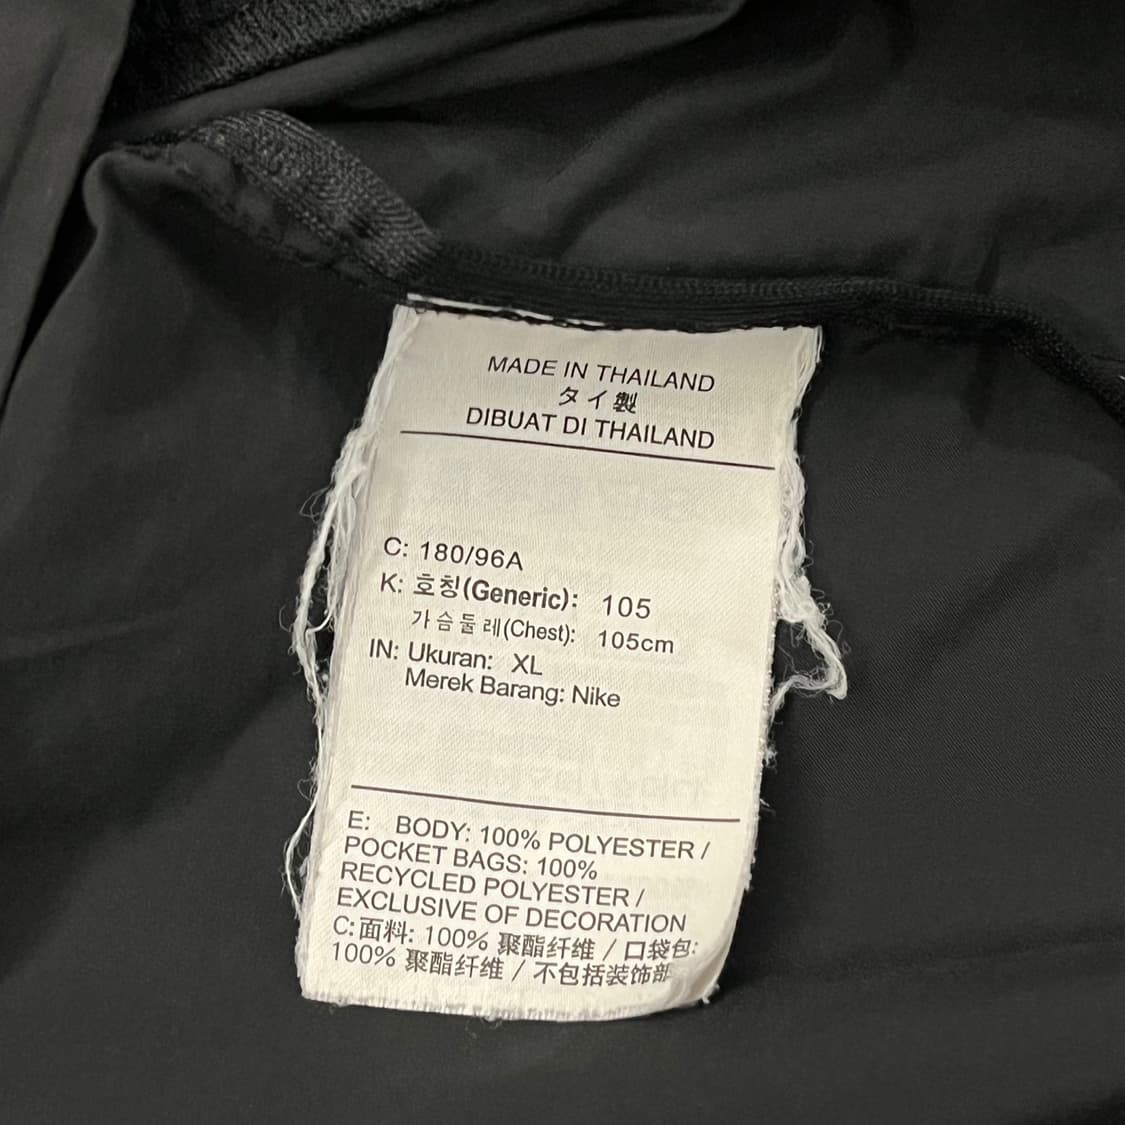 MADE IN THAILAND
タイ製
DIBUAT DI THAILAND
C: 180/96A
K: 호칭(Generic): 105
가슴둘레(Chest): 105cm
IN: Ukuran: XL
Merek Barang: Nike
E: BODY: 100% POLYESTER /
POCKET BAGS: 100%
RECYCLED POLYESTER /
EXCLUSIVE OF DECORATION
C: 面料: 100% 聚酯纤维 / 口袋包:
100% 聚酯纤维 / 不包括装饰部